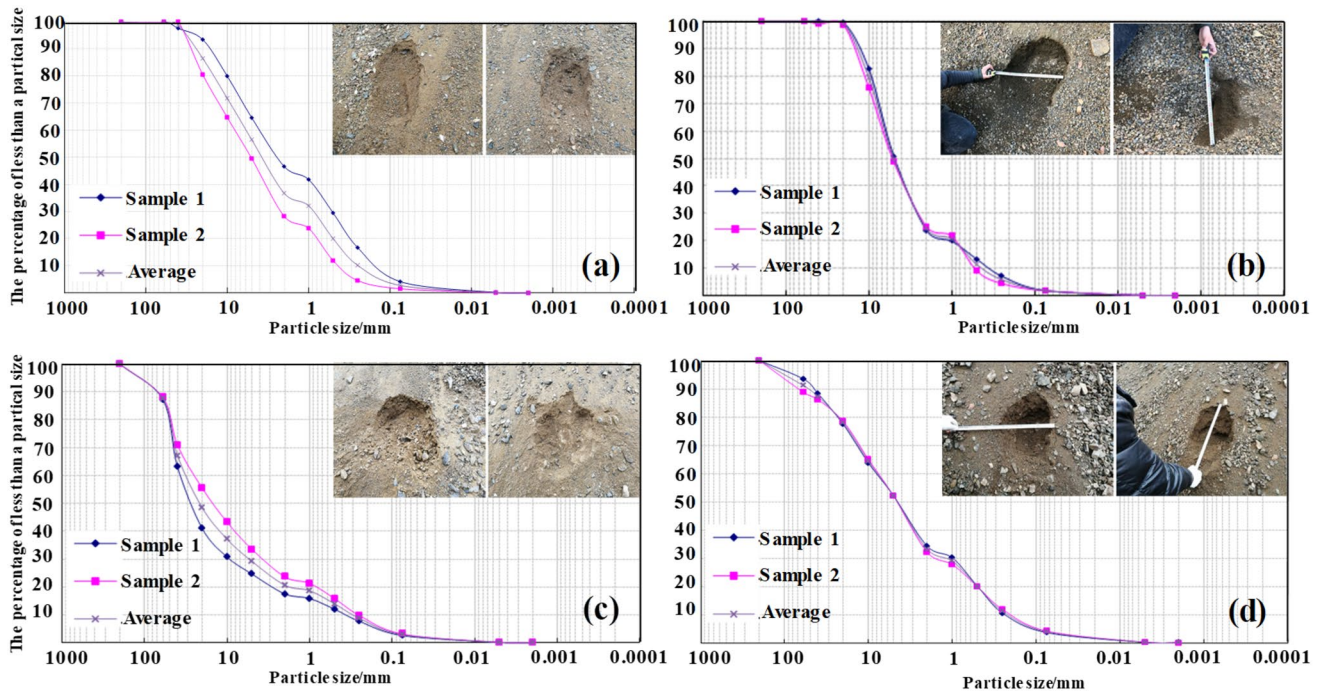 The percentage of less than a partical size
100
90
80
70
60
50
40
30
20
10
Sample 1
Sample 2
Average
(a)
1000 100 10 1 0.1 0.01 0.001 0.0001
Particle size/mm
100
90
80
70
60
50
40
30
20
10
Sample 1
Sample 2
Average
(b)
1000 100 10 1 0.1 0.01 0.001 0.0001
Particle size/mm
The percentage of less than a partical size
100
90
80
70
60
50
40
30
20
10
Sample 1
Sample 2
Average
(c)
1000 100 10 1 0.1 0.01 0.001 0.0001
Particle size/mm
100
90
80
70
60
50
40
30
20
10
Sample 1
Sample 2
Average
(d)
1000 100 10 1 0.1 0.01 0.001 0.0001
Particle size/mm